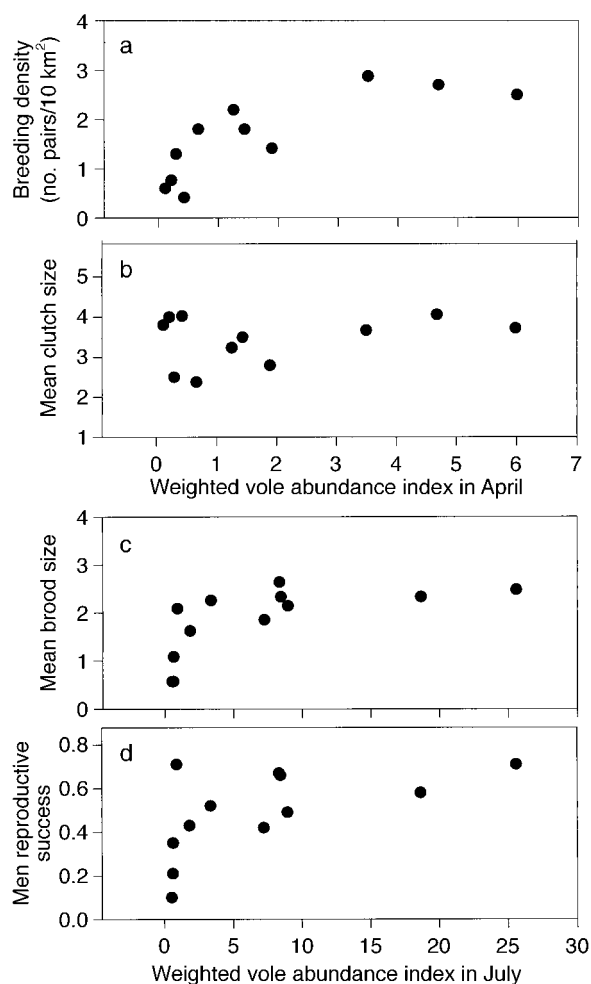 a
Breeding density
(no. pairs/10 km²)
4
3
2
1
0
b
Mean clutch size
5
4
3
2
1
0 1 2 3 4 5 6 7
Weighted vole abundance index in April
c
Mean brood size
4
3
2
1
0
d
Men reproductive
success
0.8
0.6
0.4
0.2
0.0
0 5 10 15 20 25 30
Weighted vole abundance index in July